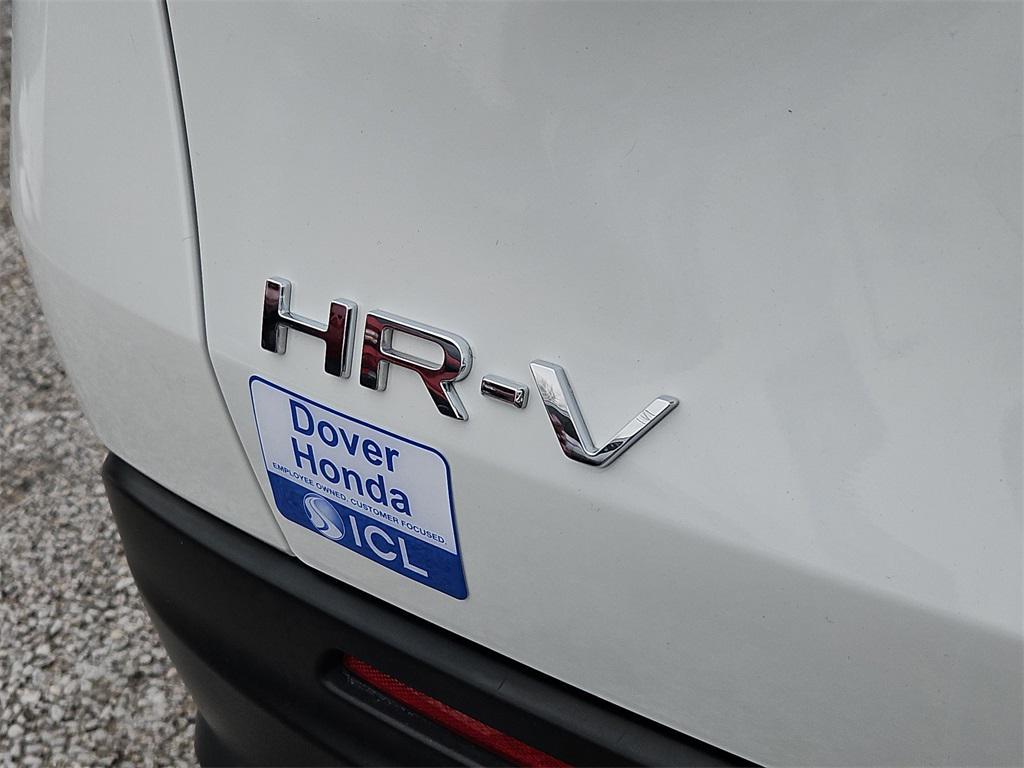 HR-V
Dover
Honda
EMPLOYEE OWNED. CUSTOMER FOCUSED.
ICL